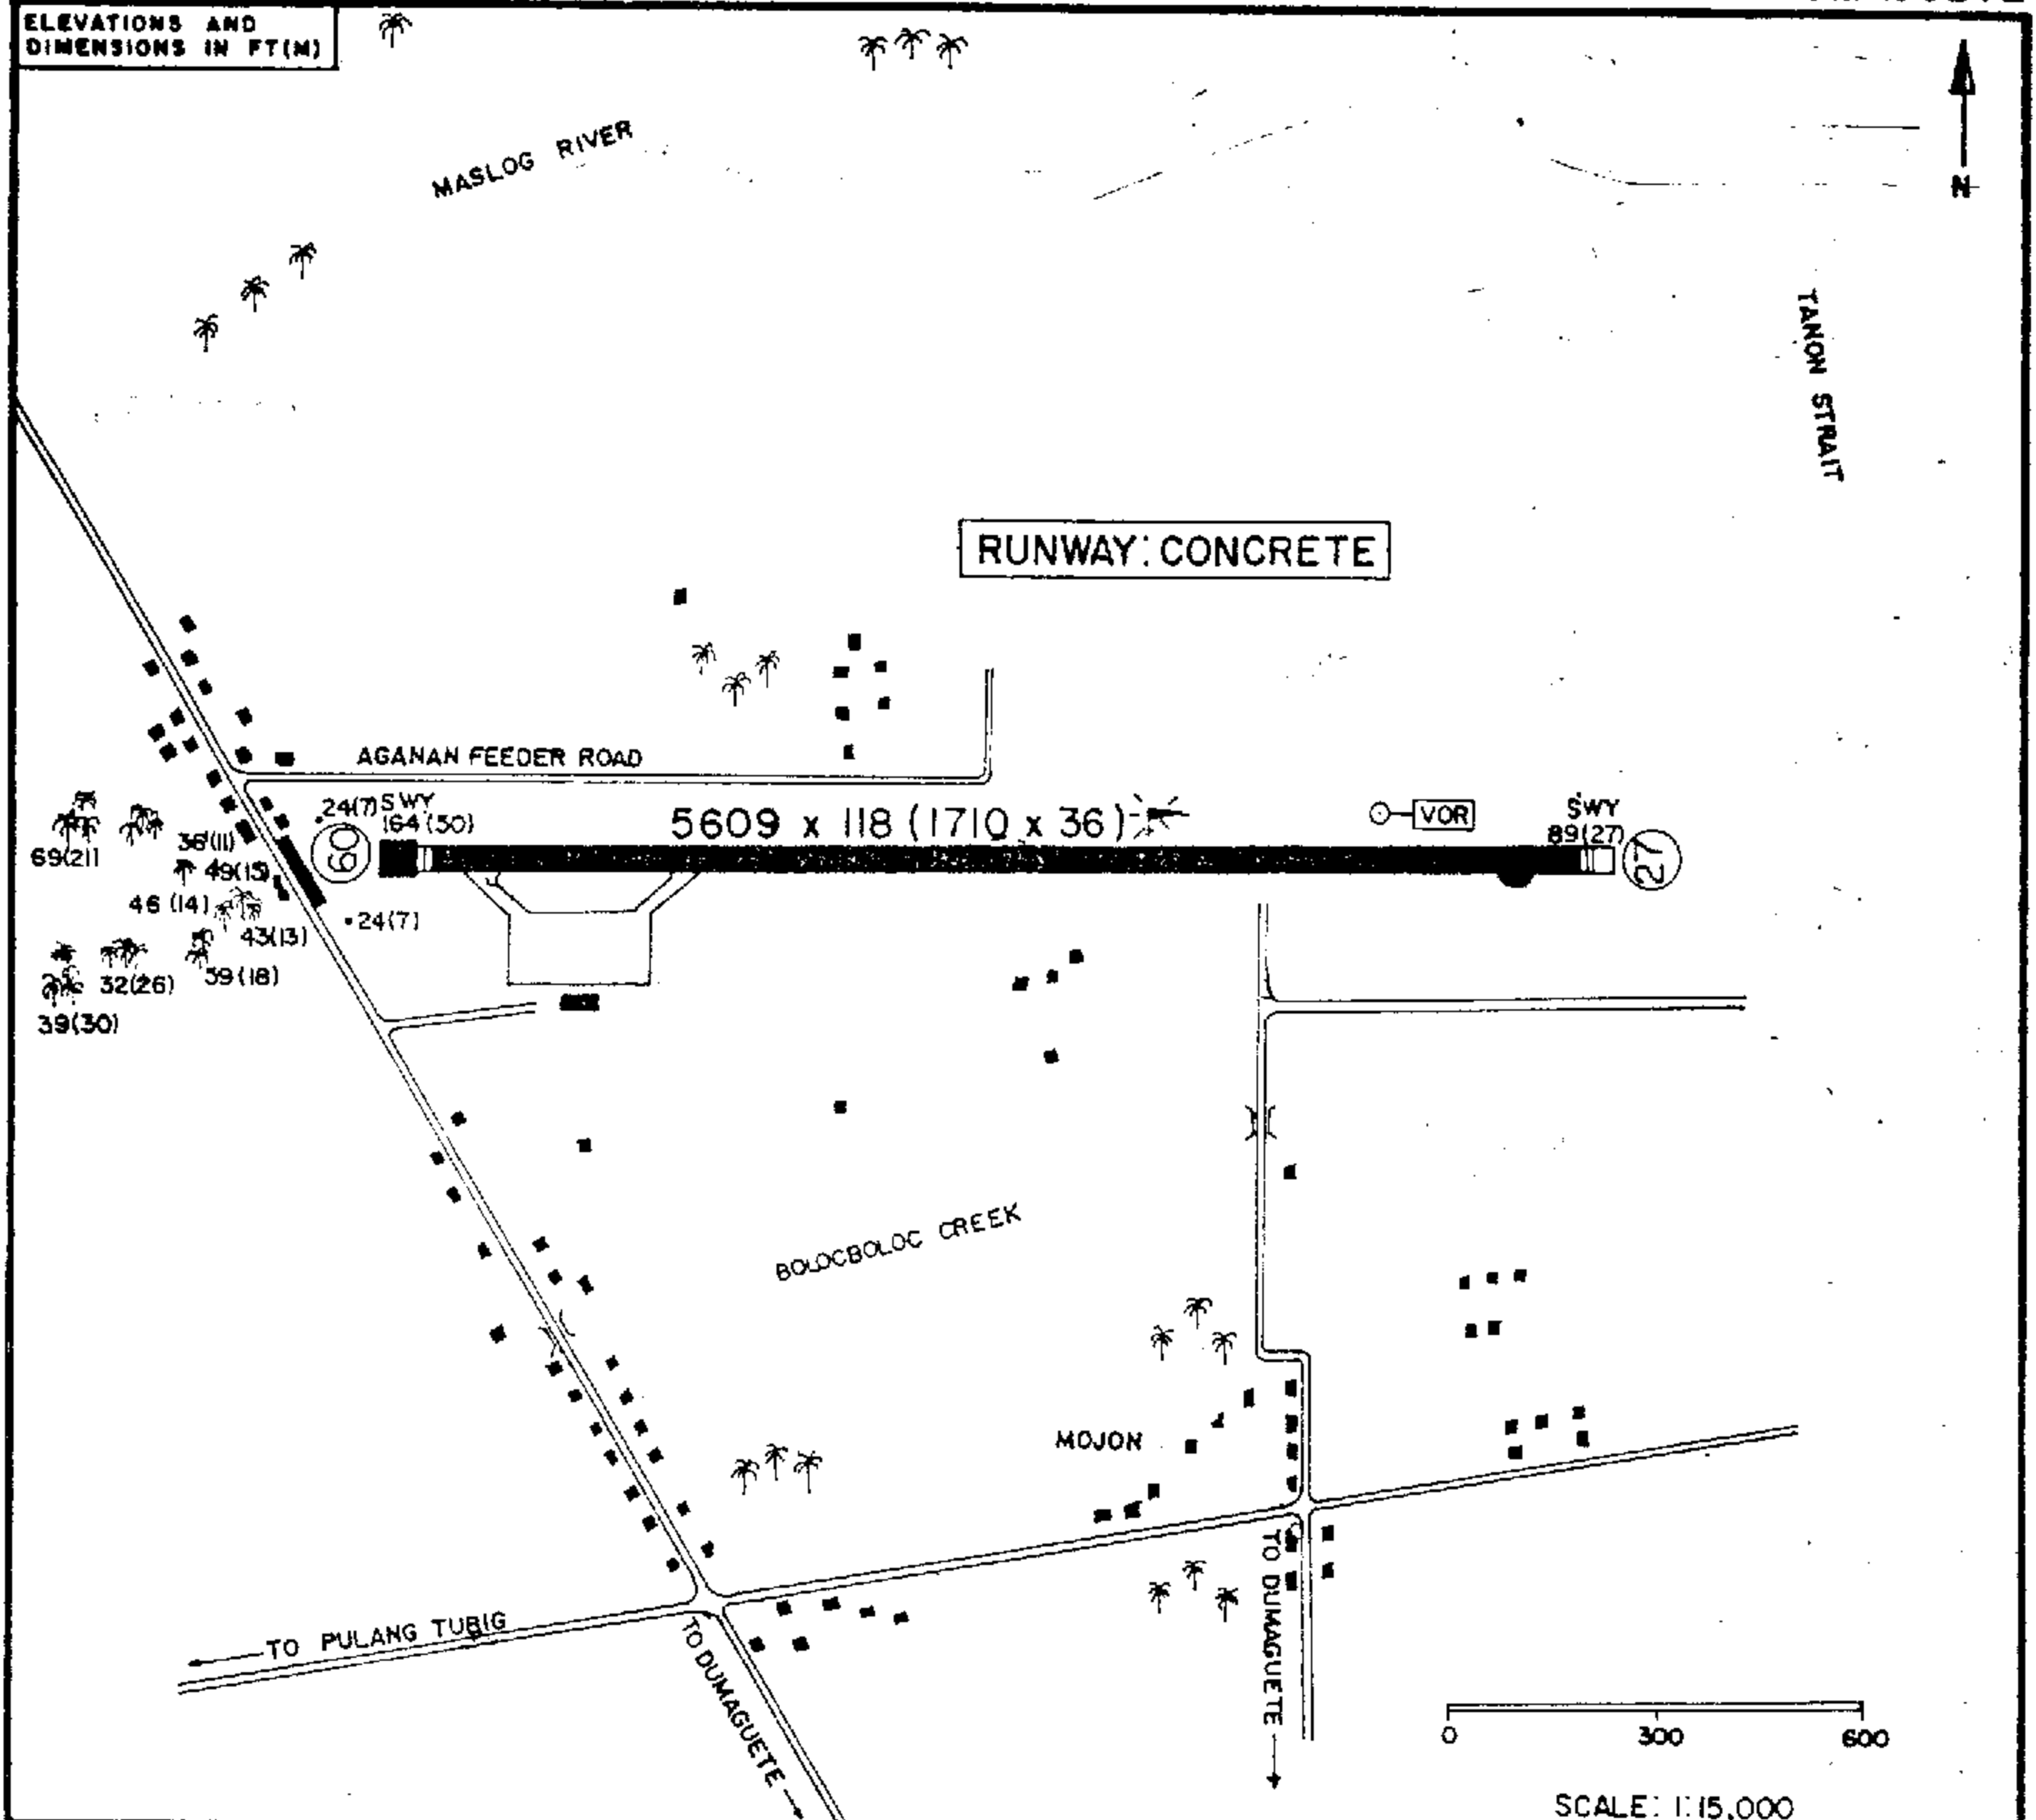 ELEVATIONS AND
DIMENSIONS IN FT(M)
N
MASLOG RIVER
TANON STRAIT
RUNWAY: CONCRETE
AGANAN FEEDER ROAD
24(7)
SWY
164 (50)
5609 x 118 (1710 x 36)
VOR
SWY
89(27)
09
27
69(21)
36(11)
49(15)
46 (14)
24(7)
43(13)
32(26)
59(18)
39(30)
BOLOCBOLOC CREEK
MOJON
TO PULANG TUBIG
TO DUMAGUETE
TO DUMAGUETE
0 300 600
SCALE: 1:15,000